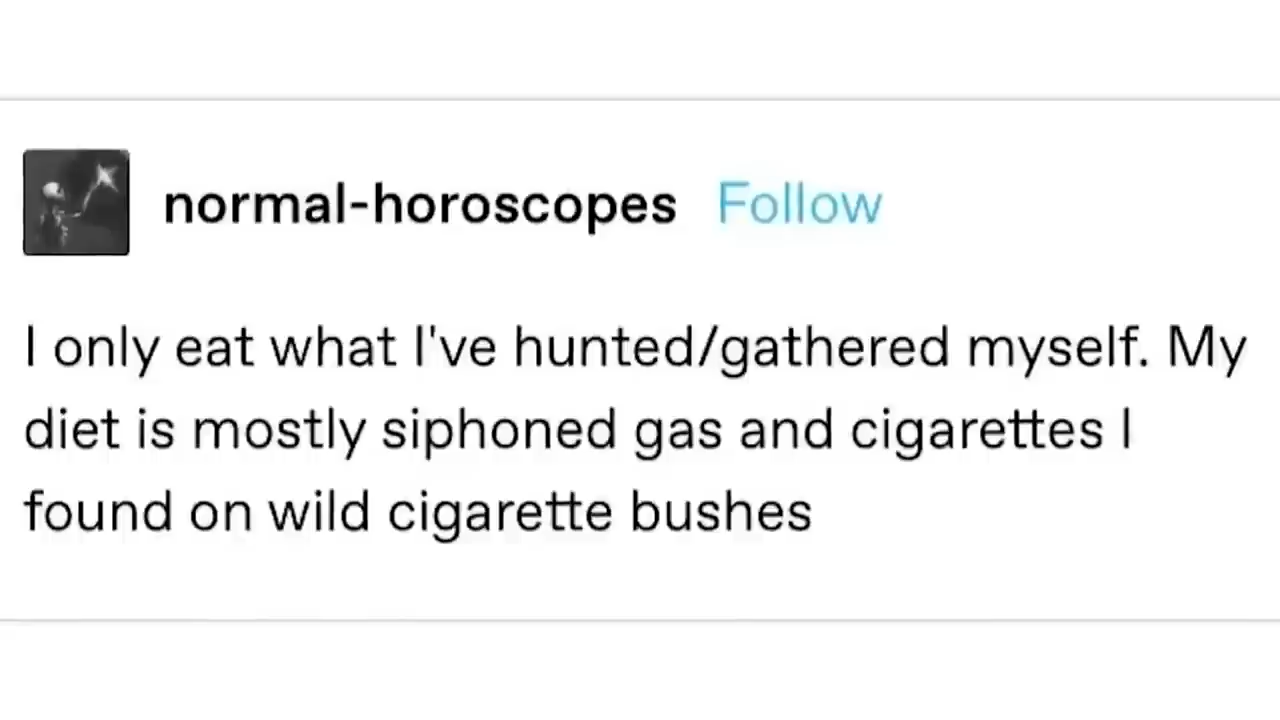 normal-horoscopes Follow
I only eat what I've hunted/gathered myself. My
diet is mostly siphoned gas and cigarettes I
found on wild cigarette bushes